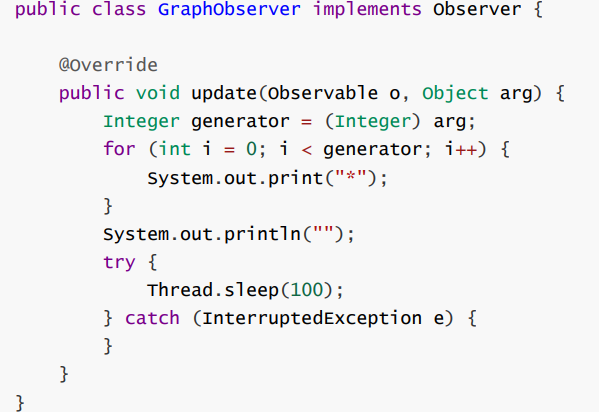 public class GraphObserver implements Observer {
@Override
public void update(Observable o, Object arg) {
Integer generator = (Integer) arg;
for (int i = 0; i < generator; i++) {
System.out.print("*");
}
System.out.println("");
try {
Thread.sleep(100);
} catch (InterruptedException e) {
}
}
}